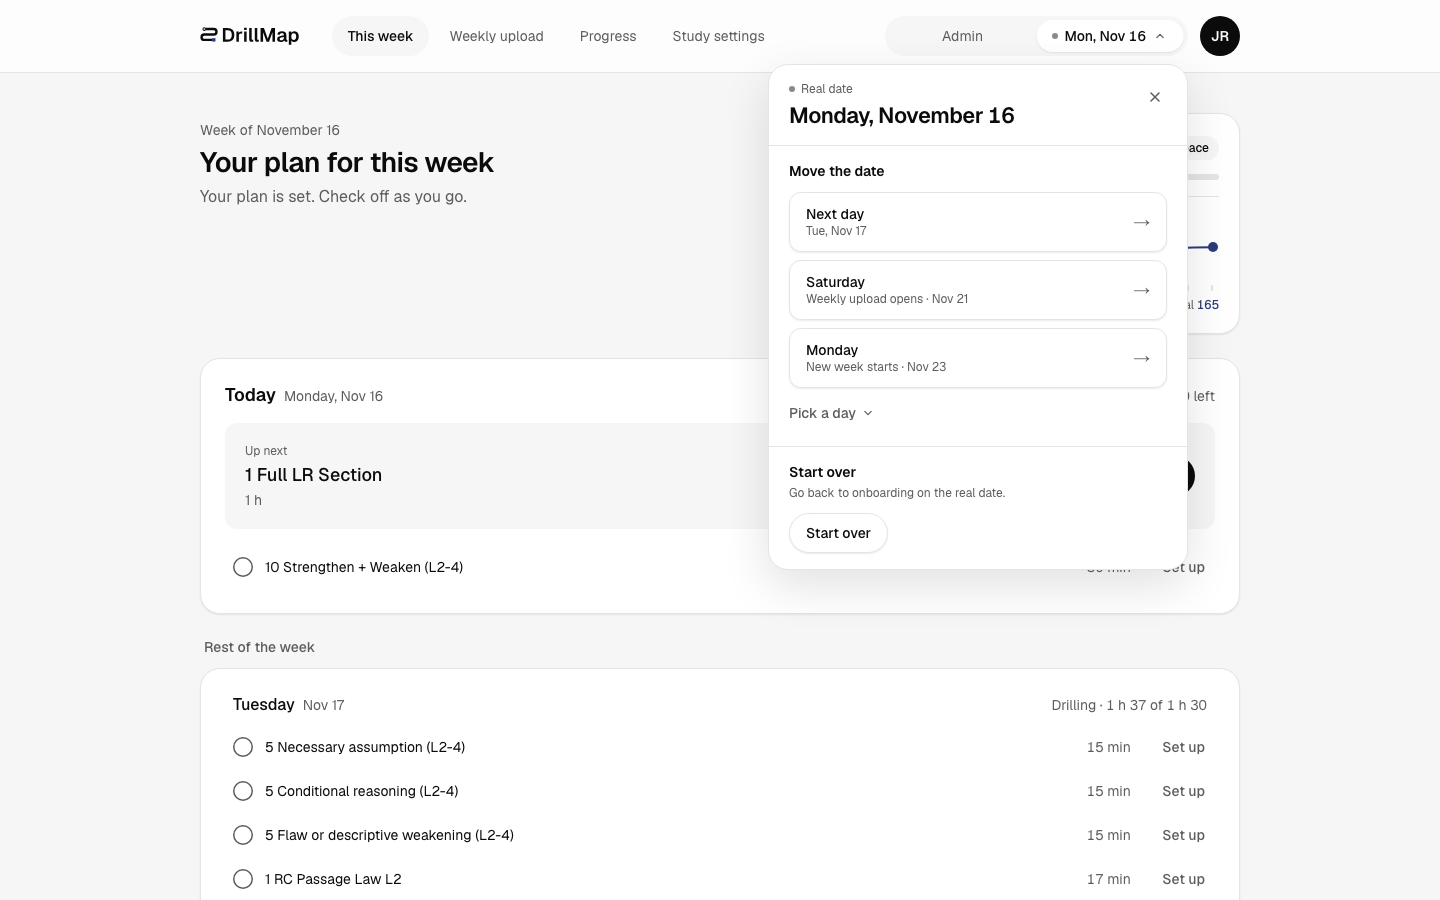 DrillMap
This week
Weekly upload
Progress
Study settings
Admin
Mon, Nov 16
JR
Week of November 16
Your plan for this week
Your plan is set. Check off as you go.
Real date
Monday, November 16
Move the date
Next day
Tue, Nov 17
Saturday
Weekly upload opens · Nov 21
Monday
New week starts · Nov 23
Pick a day
Start over
Go back to onboarding on the real date.
Start over
165
Today Monday, Nov 16
left
Up next
1 Full LR Section
1 h
10 Strengthen + Weaken (L2-4)
Set up
Rest of the week
Tuesday Nov 17
Drilling · 1 h 37 of 1 h 30
5 Necessary assumption (L2-4) 15 min Set up
5 Conditional reasoning (L2-4) 15 min Set up
5 Flaw or descriptive weakening (L2-4) 15 min Set up
1 RC Passage Law L2 17 min Set up